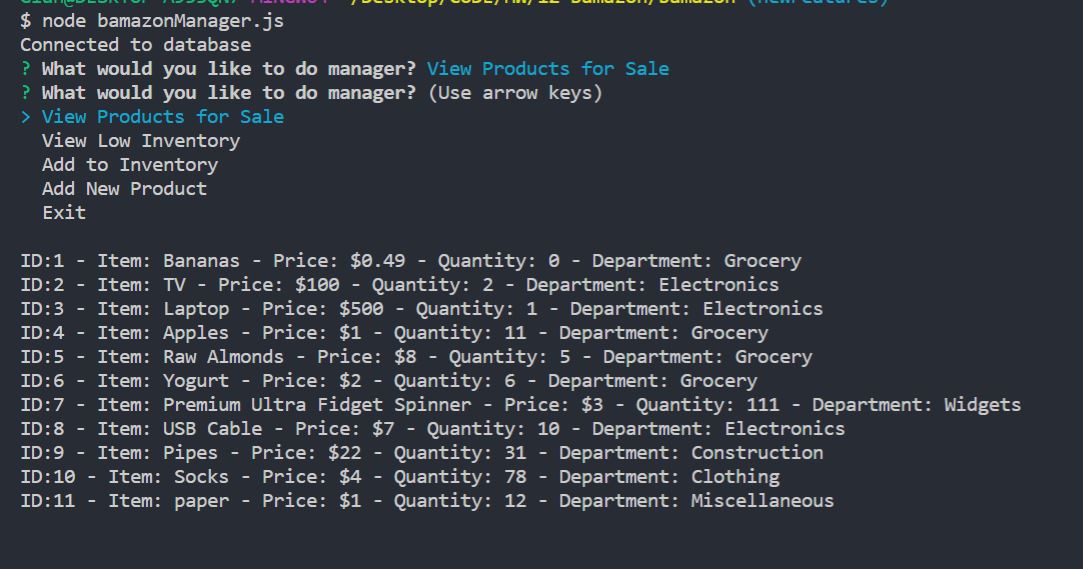 $ node bamazonManager.js
Connected to database
? What would you like to do manager? View Products for Sale
? What would you like to do manager? (Use arrow keys)
> View Products for Sale
View Low Inventory
Add to Inventory
Add New Product
Exit
ID:1 - Item: Bananas - Price: $0.49 - Quantity: 0 - Department: Grocery
ID:2 - Item: TV - Price: $100 - Quantity: 2 - Department: Electronics
ID:3 - Item: Laptop - Price: $500 - Quantity: 1 - Department: Electronics
ID:4 - Item: Apples - Price: $1 - Quantity: 11 - Department: Grocery
ID:5 - Item: Raw Almonds - Price: $8 - Quantity: 5 - Department: Grocery
ID:6 - Item: Yogurt - Price: $2 - Quantity: 6 - Department: Grocery
ID:7 - Item: Premium Ultra Fidget Spinner - Price: $3 - Quantity: 111 - Department: Widgets
ID:8 - Item: USB Cable - Price: $7 - Quantity: 10 - Department: Electronics
ID:9 - Item: Pipes - Price: $22 - Quantity: 31 - Department: Construction
ID:10 - Item: Socks - Price: $4 - Quantity: 78 - Department: Clothing
ID:11 - Item: paper - Price: $1 - Quantity: 12 - Department: Miscellaneous